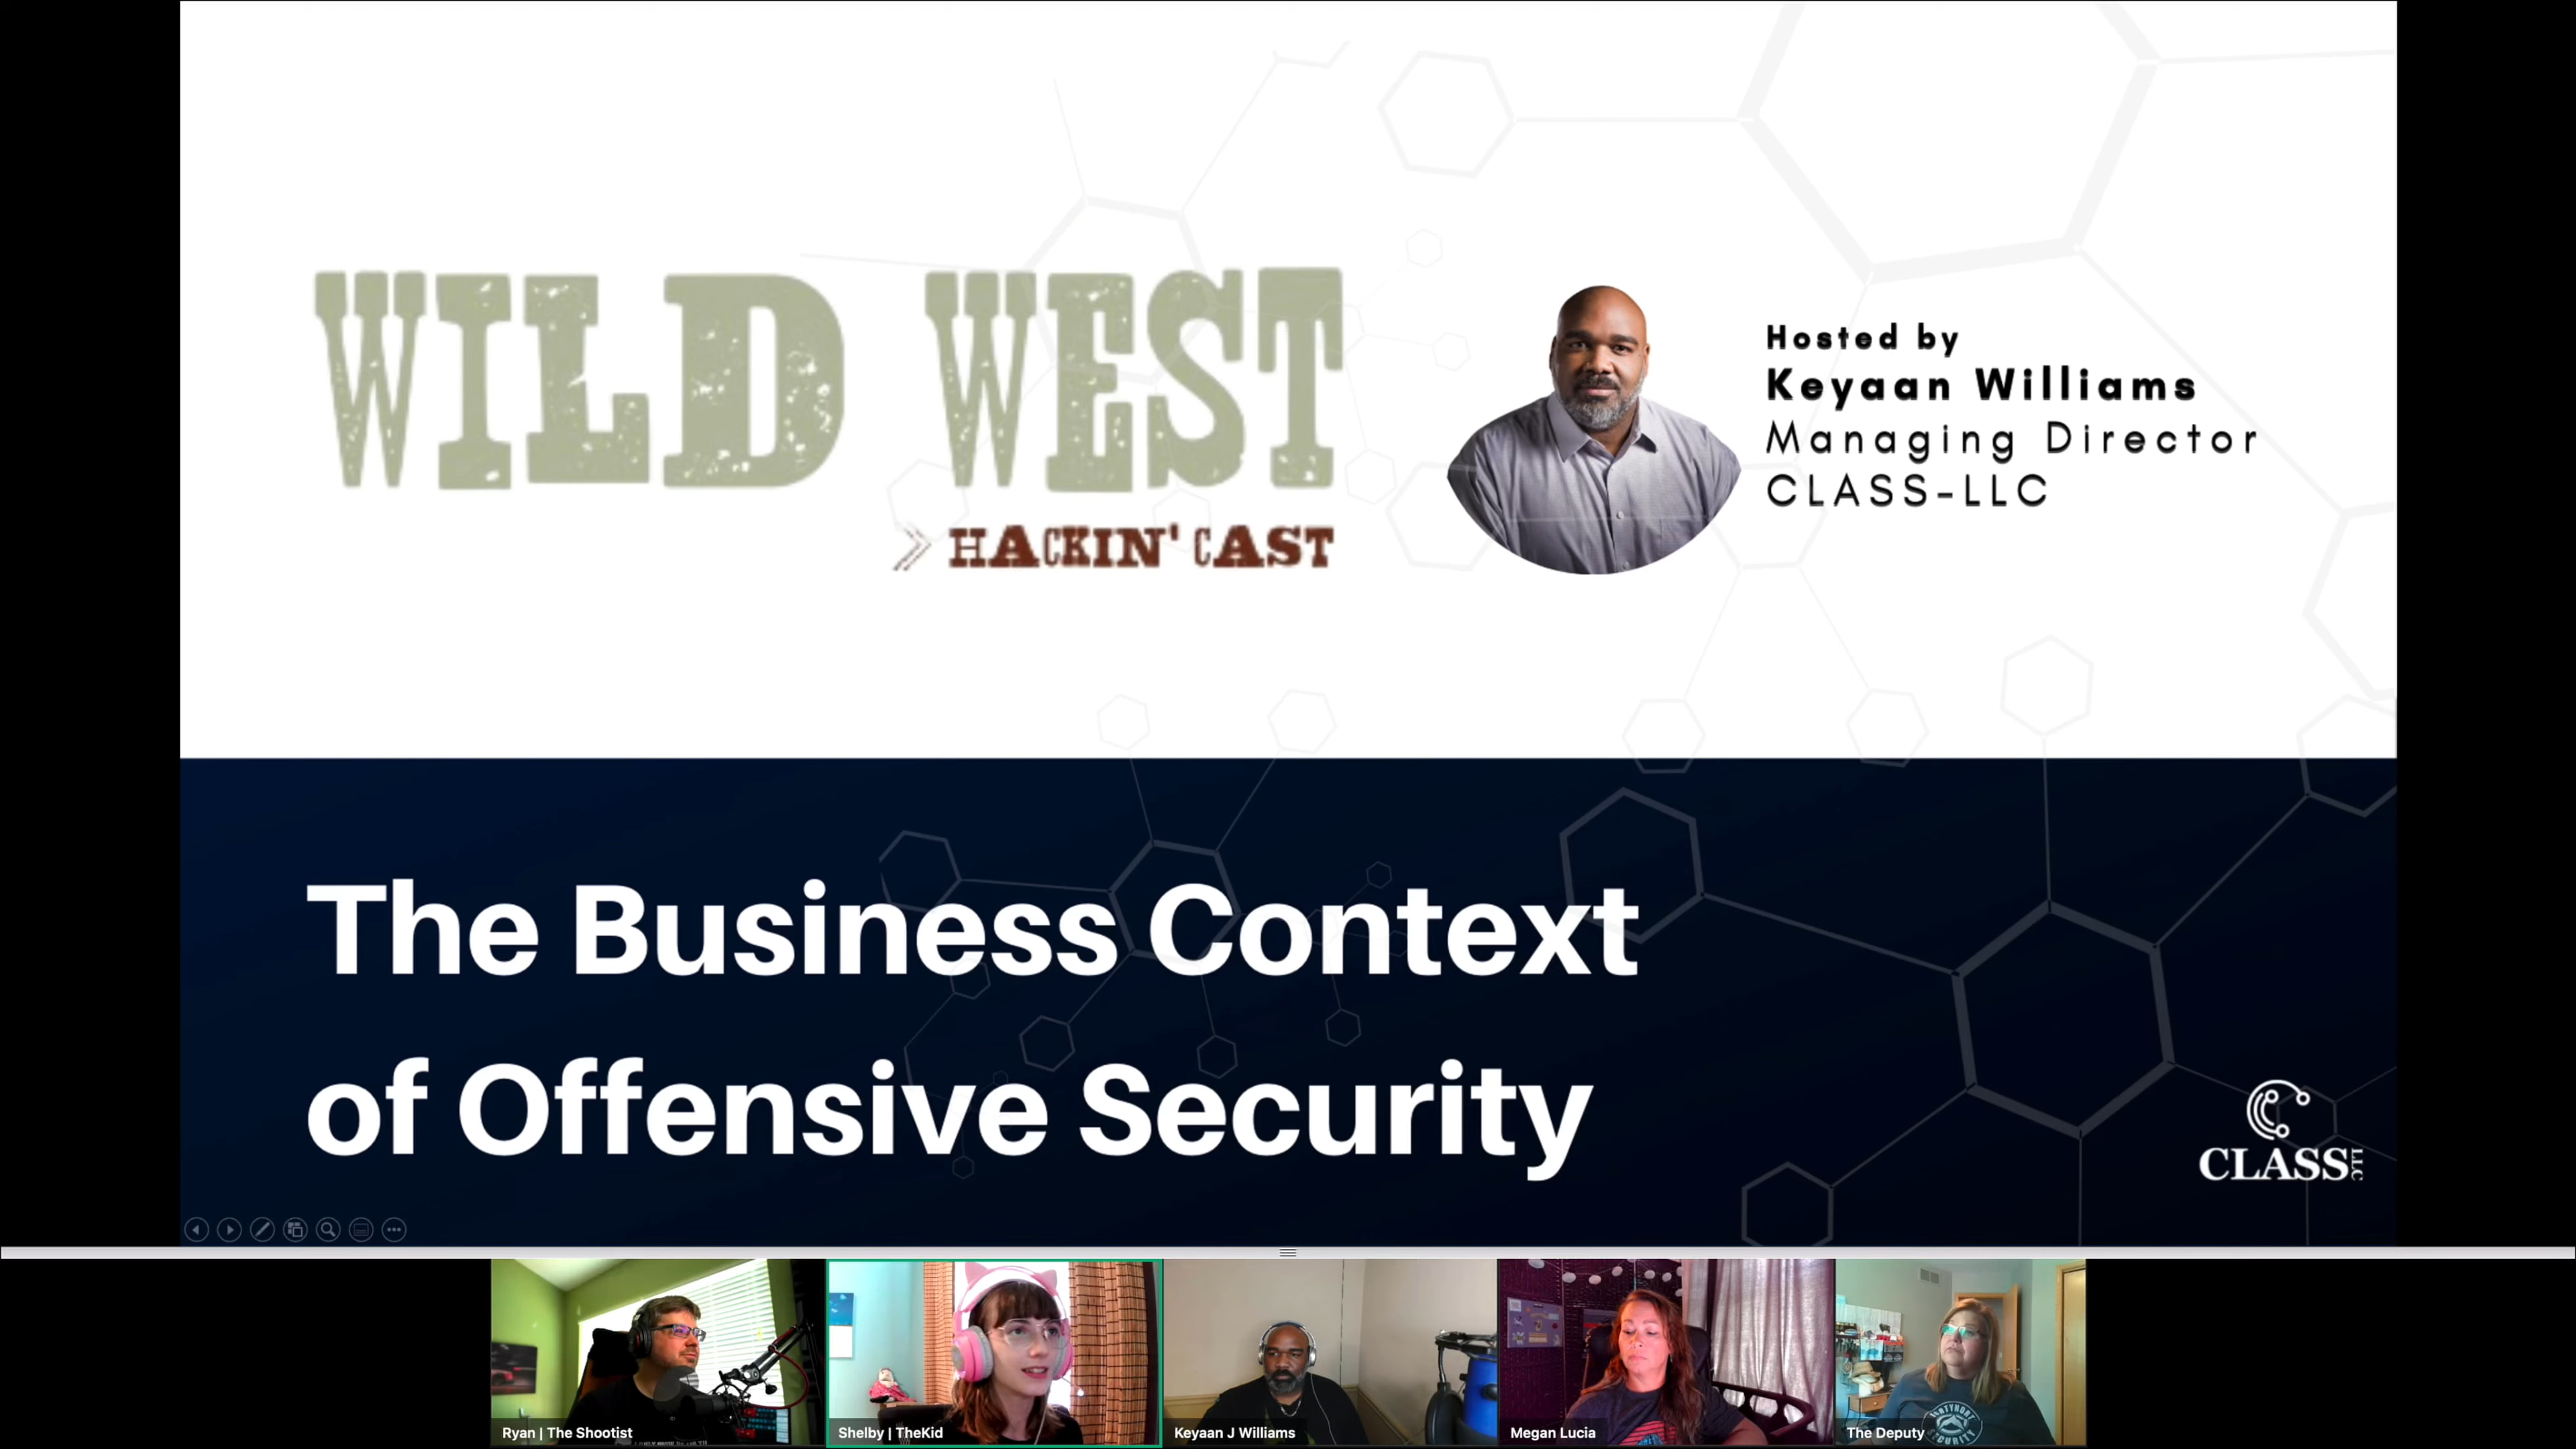 WILD WEST
HACKIN' CAST
Hosted by
Keyaan Williams
Managing Director
CLASS-LLC
The Business Context
of Offensive Security
CLASS LLC
Ryan | The Shootist
Shelby | TheKid
Keyaan J Williams
Megan Lucia
The Deputy